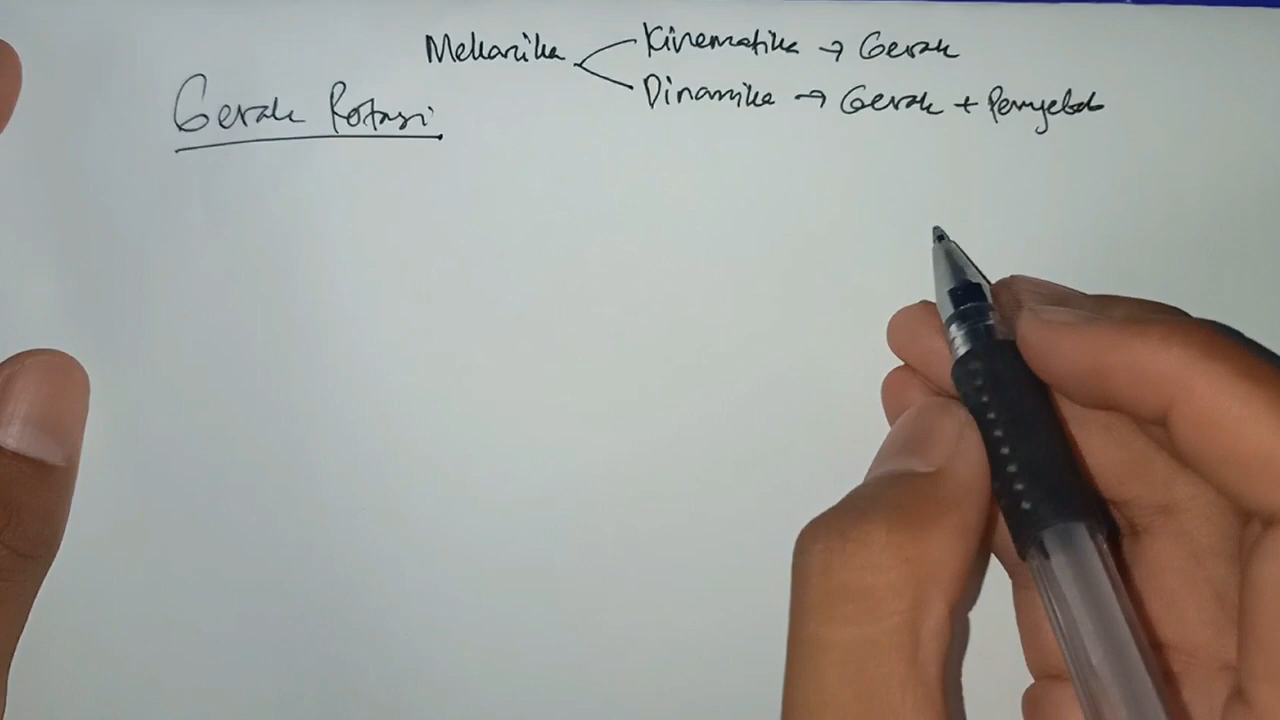 Mekanika
Kinematika → Gerak
Dinamika → Gerak + Penyebab
Gerak Rotasi